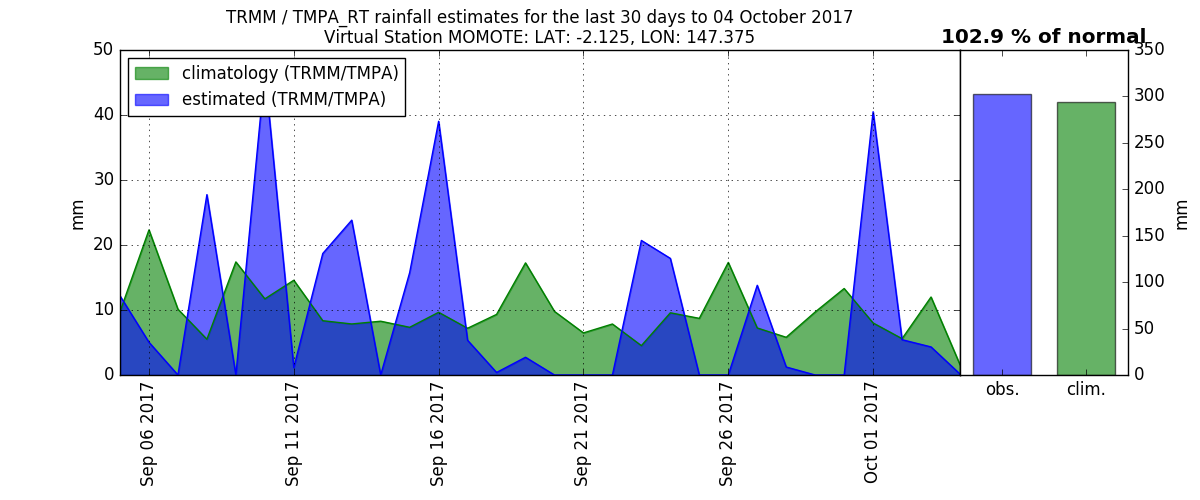 TRMM / TMPA_RT rainfall estimates for the last 30 days to 04 October 2017
Virtual Station MOMOTE: LAT: -2.125, LON: 147.375
102.9 % of normal
climatology (TRMM/TMPA)
estimated (TRMM/TMPA)
50
40
30
20
10
0
mm
Sep 06 2017
Sep 11 2017
Sep 16 2017
Sep 21 2017
Sep 26 2017
Oct 01 2017
obs.
clim.
350
300
250
200
150
100
50
0
mm